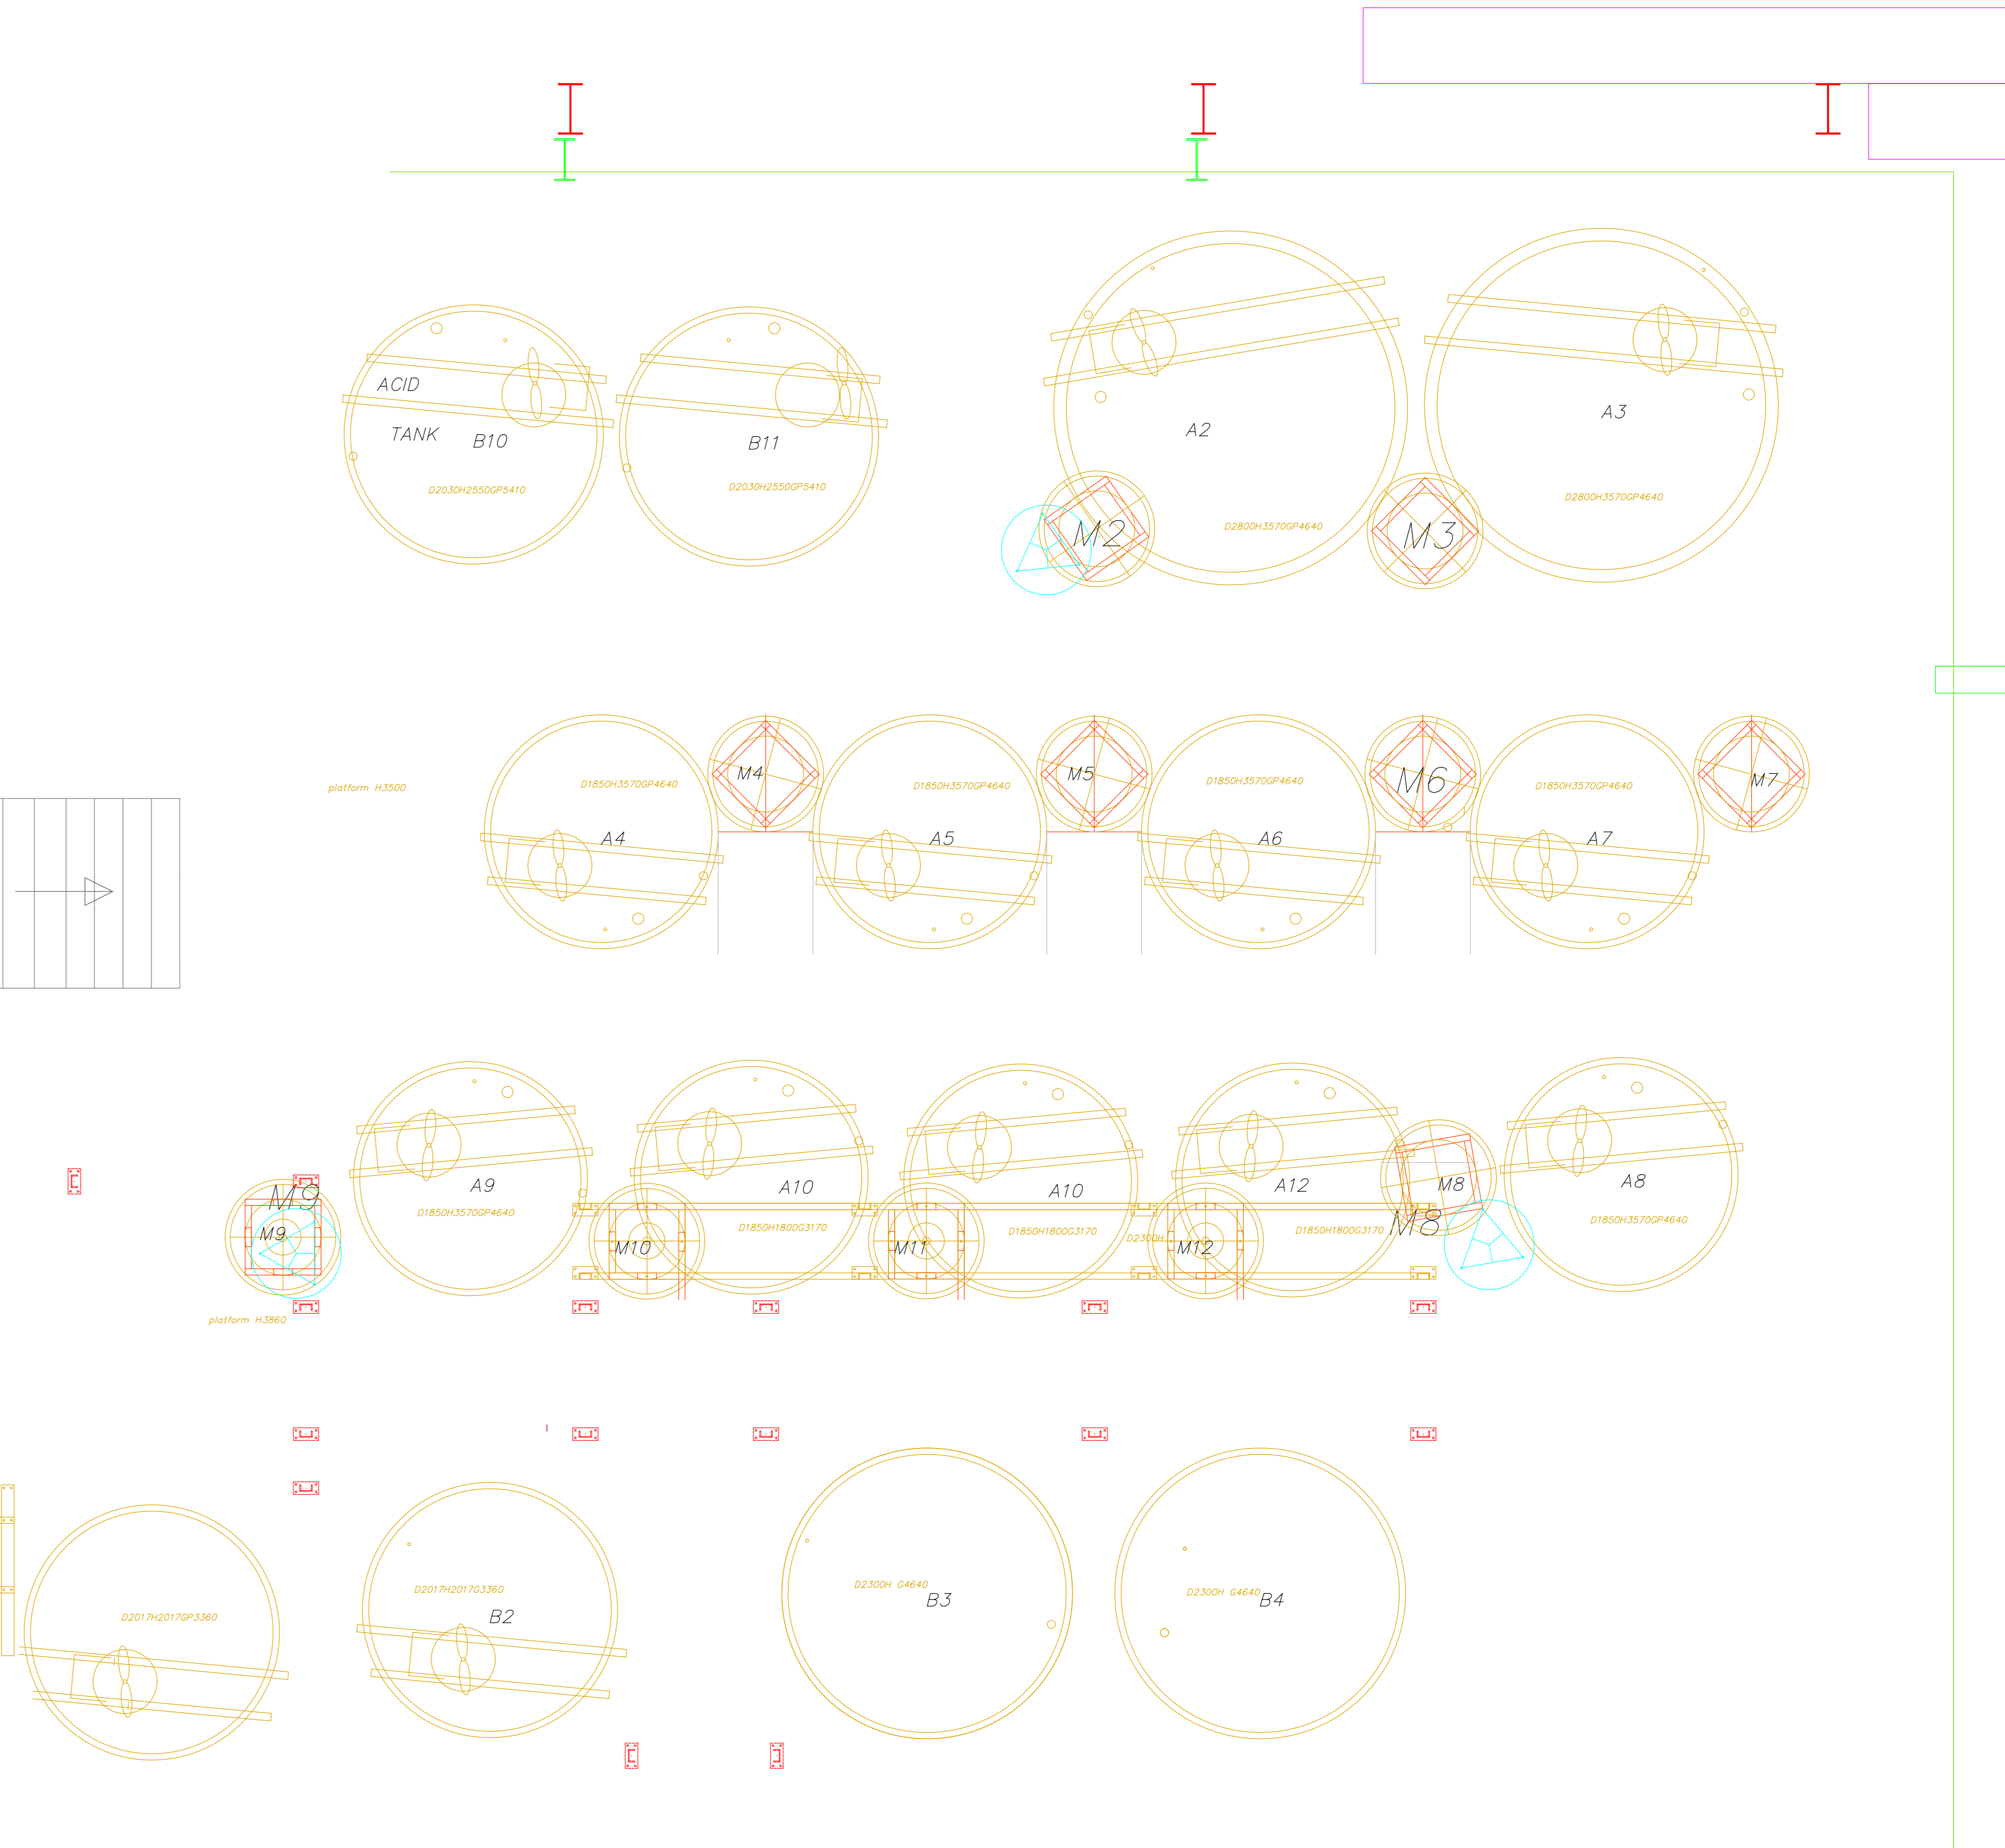 ACID
TANK
B10
D2030H2550GP5410
B11
D2030H2550GP5410
A2
D2800H3570GP4640
A3
D2800H3570GP4640
M2
M3
platform H3500
D1850H3570GP4640
A4
M4
D1850H3570GP4640
A5
M5
D1850H3570GP4640
A6
M6
D1850H3570GP4640
A7
M7
M9
M9
A9
D1850H3570GP4640
A10
D1850H1800G3170
M10
A10
D1850H1800G3170
M11
D2300H
A12
D1850H1800G3170
M12
M8
M8
A8
D1850H3570GP4640
platform H3860
D2017H2017GP3360
D2017H2017G3360
B2
D2300H G4640
B3
D2300H G4640
B4